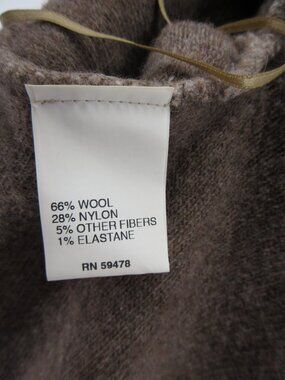 66% WOOL
28% NYLON
5% OTHER FIBERS
1% ELASTANE
RN 59478